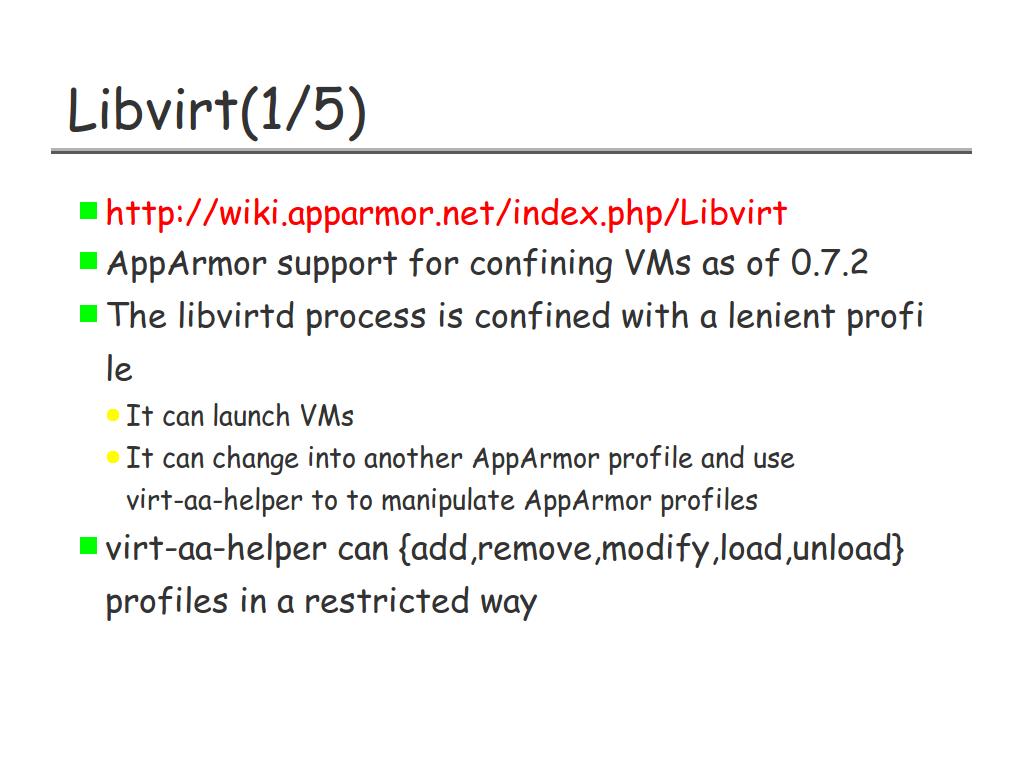 Libvirt(1/5)
http://wiki.apparmor.net/index.php/Libvirt
AppArmor support for confining VMs as of 0.7.2
The libvirtd process is confined with a lenient profi
le
It can launch VMs
It can change into another AppArmor profile and use
virt-aa-helper to to manipulate AppArmor profiles
virt-aa-helper can {add,remove,modify,load,unload}
profiles in a restricted way